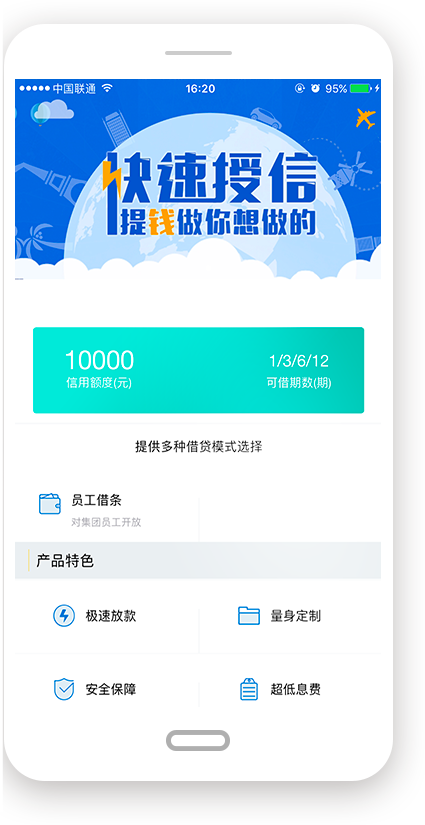 中国联通 16:20 95%
快速授信
提钱做你想做的
10000 1/3/6/12
信用额度(元) 可借期数(期)
提供多种借贷模式选择
员工借条
对集团员工开放
产品特色
极速放款 量身定制
安全保障 超低息费